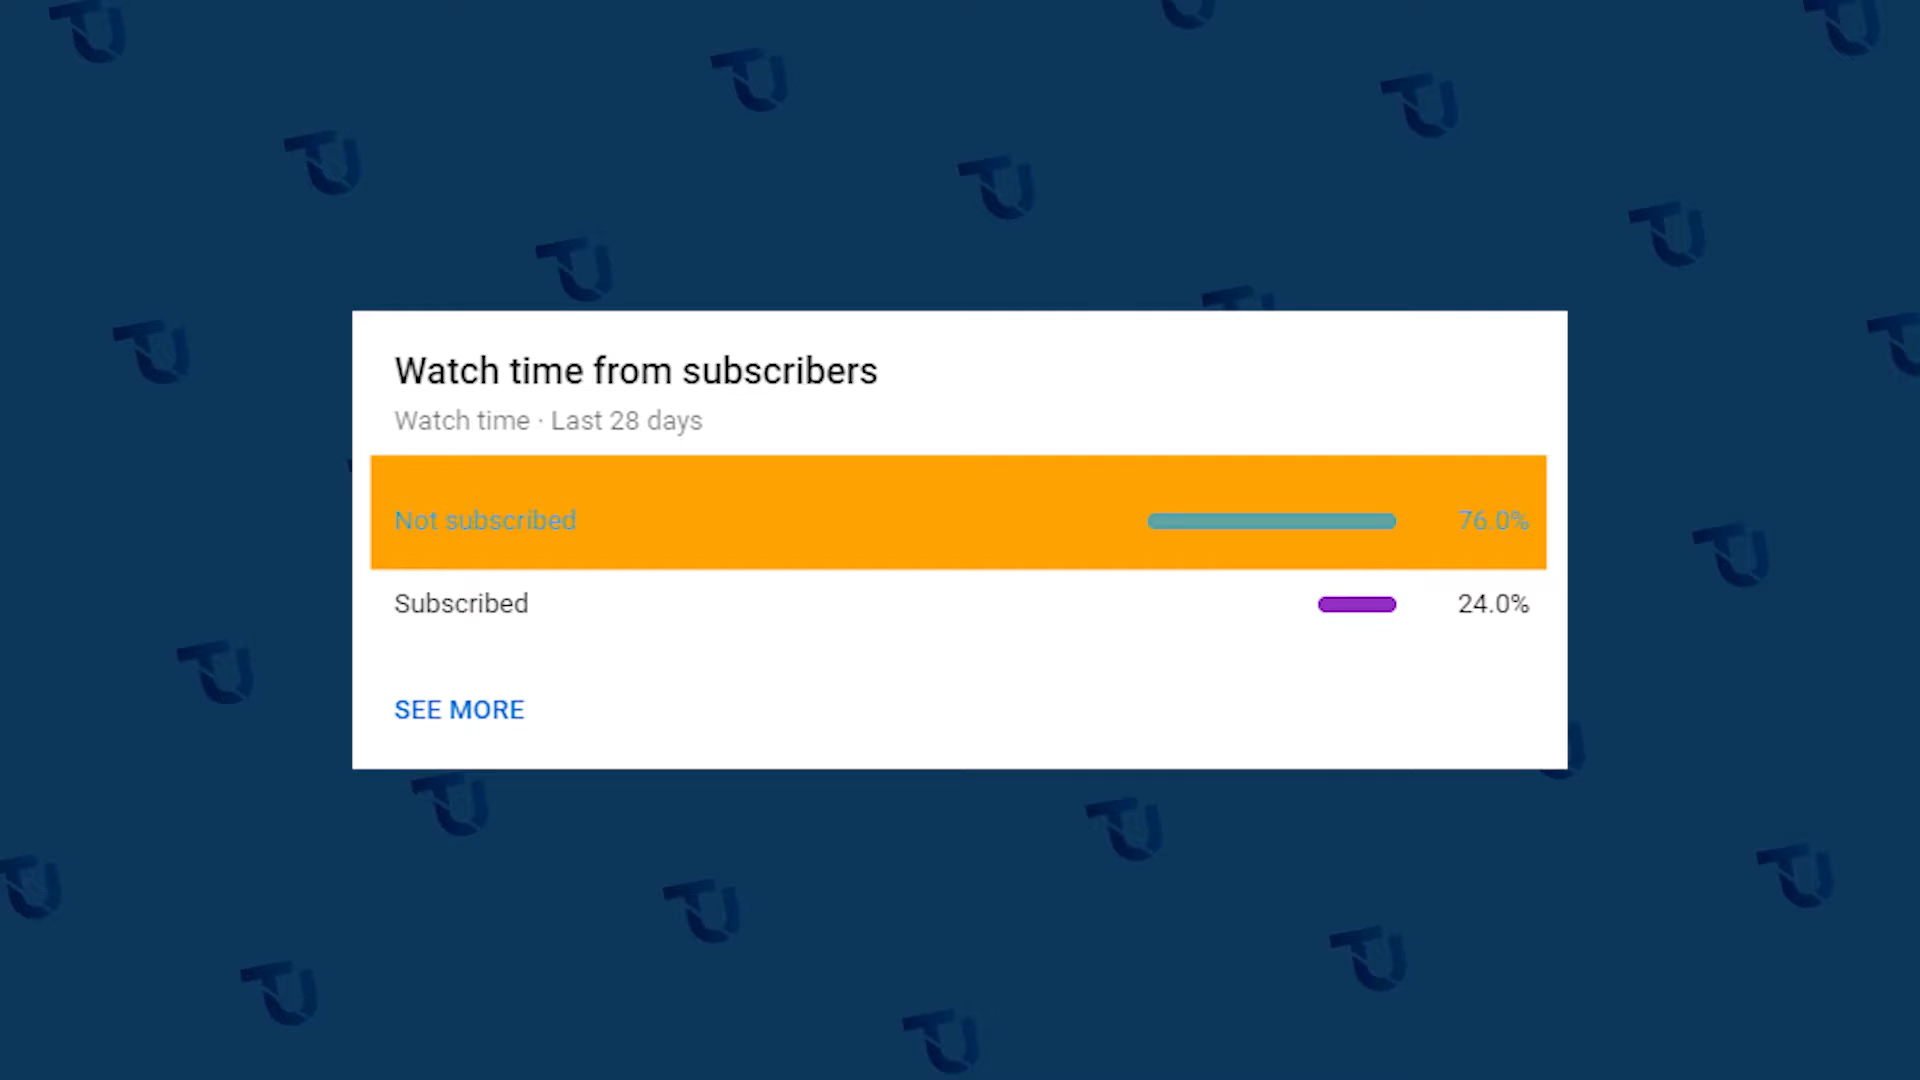 Watch time from subscribers
Watch time · Last 28 days
Not subscribed 76.0%
Subscribed 24.0%
SEE MORE